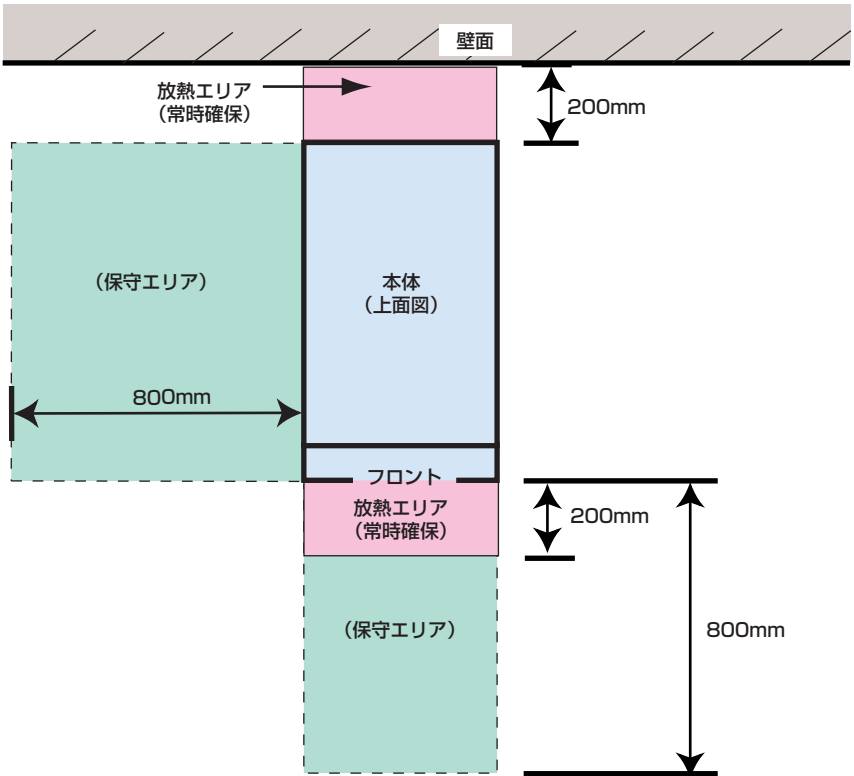 壁面
放熱エリア
（常時確保）
200mm
（保守エリア）
本体
（上面図）
800mm
フロント
放熱エリア
（常時確保）
200mm
（保守エリア）
800mm